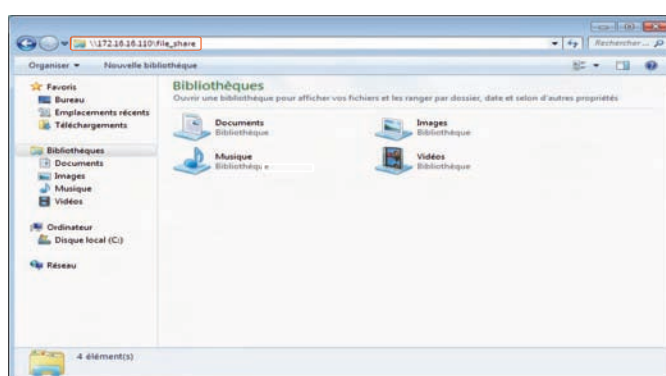 \\172.16.16.110\file_share
Rechercher ...
Organiser
Nouvelle bibliothèque
Favoris
Bureau
Emplacements récents
Téléchargements
Bibliothèques
Documents
Images
Musique
Vidéos
Ordinateur
Disque local (C:)
Réseau
Bibliothèques
Ouvrir une bibliothèque pour afficher vos fichiers et les ranger par dossier, date et selon d'autres propriétés
Documents
Bibliothèque
Images
Bibliothèque
Musique
Bibliothèque
Vidéos
Bibliothèque
4 élément(s)